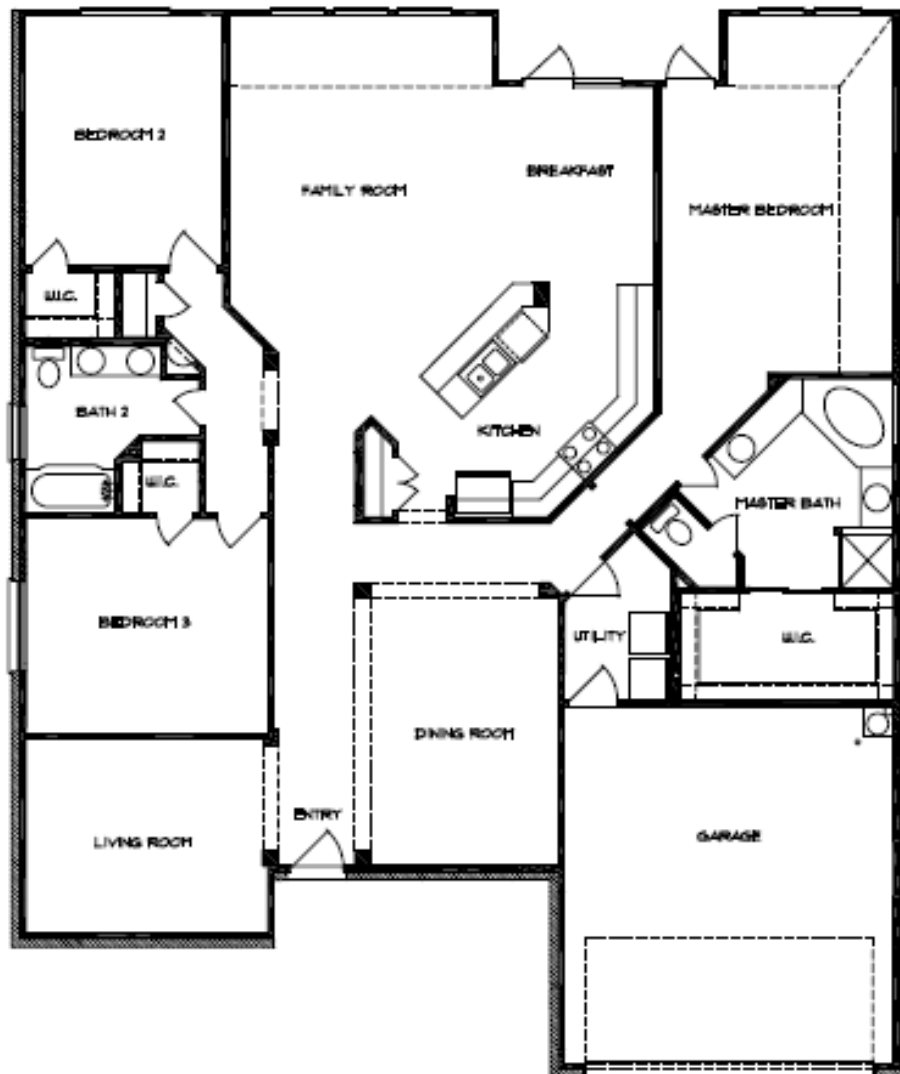 BEDROOM 2
FAMILY ROOM
BREAKFAST
MASTER BEDROOM
W.I.C.
BATH 2
KITCHEN
W.I.C.
MASTER BATH
BEDROOM 3
UTILITY
W.I.C.
DINING ROOM
ENTRY
LIVING ROOM
GARAGE